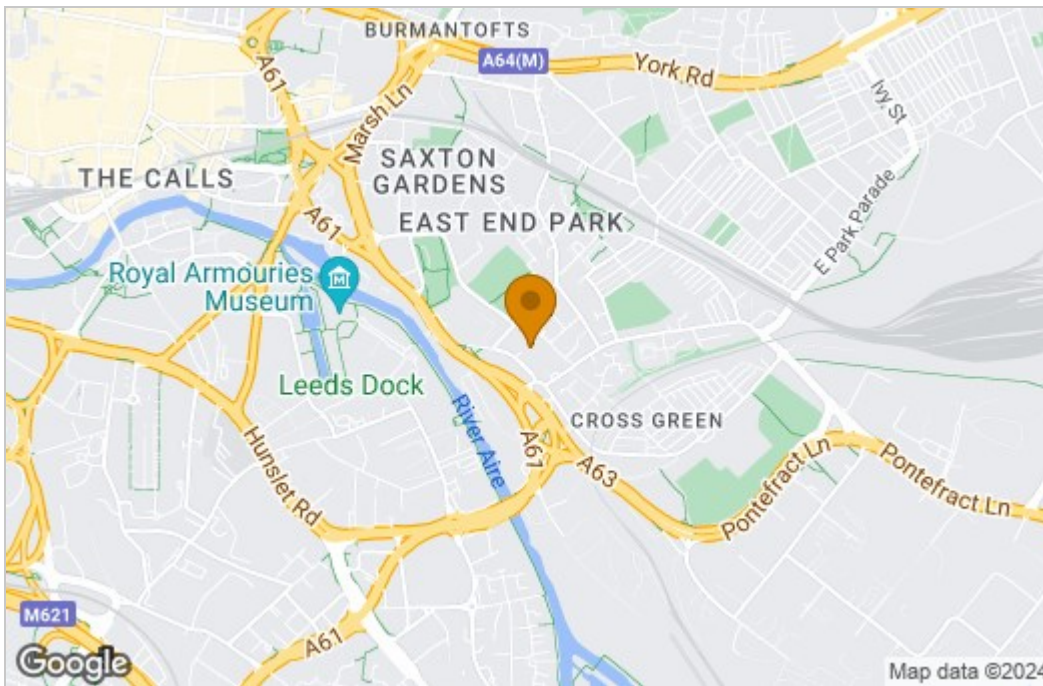 BURMANTOFTS
A64(M)
York Rd
A61
Marsh Ln
Ivy St
SAXTON
GARDENS
THE CALLS
EAST END PARK
A61
E Park Parade
Royal Armouries
Museum
Leeds Dock
River Aire
CROSS GREEN
A61
A63
Hunslet Rd
Pontefract Ln
Pontefract Ln
M621
A61
Google
Map data ©2024